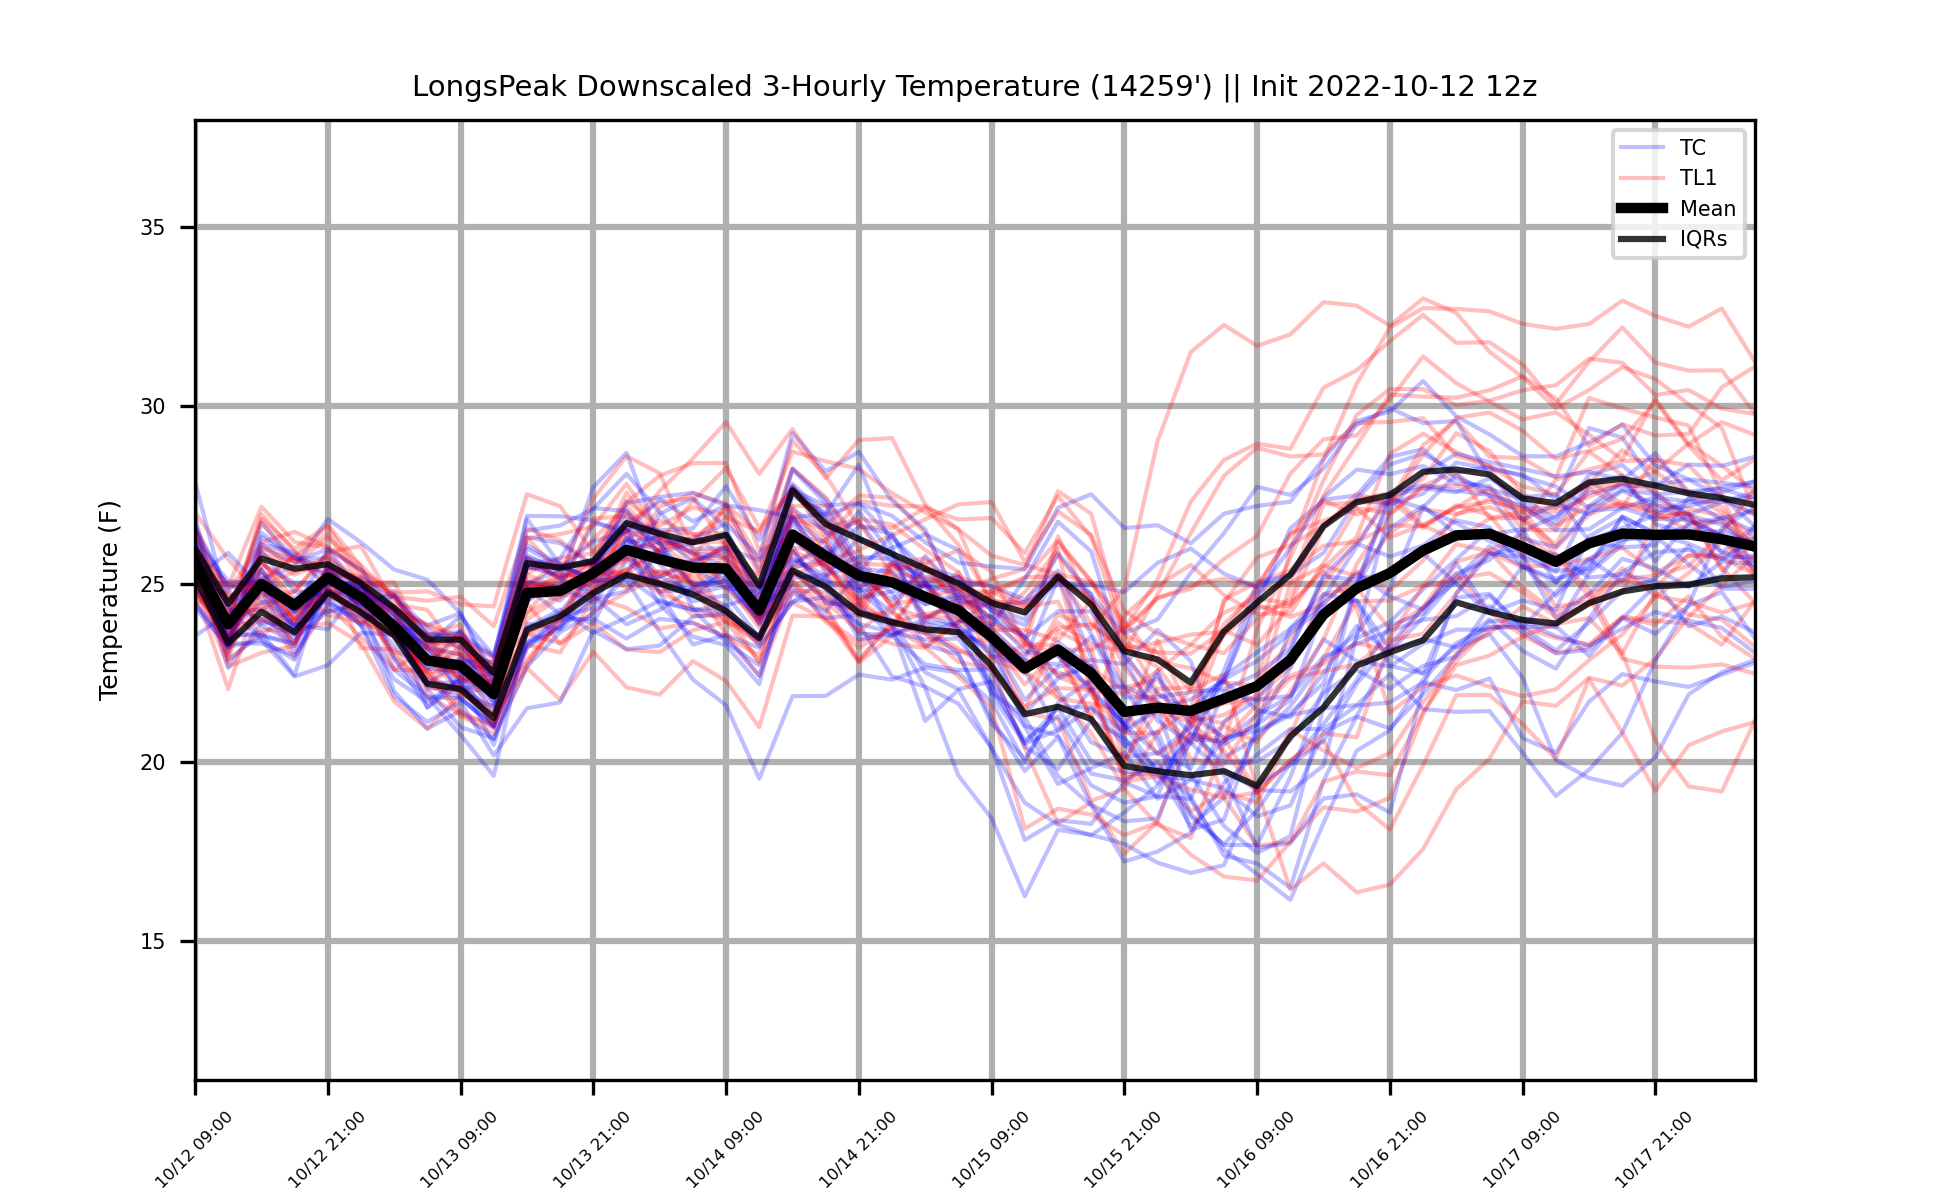 LongsPeak Downscaled 3-Hourly Temperature (14259') || Init 2022-10-12 12z
TC
TL1
Mean
IQRs
Temperature (F)
35
30
25
20
15
10/12 09:00
10/12 21:00
10/13 09:00
10/13 21:00
10/14 09:00
10/14 21:00
10/15 09:00
10/15 21:00
10/16 09:00
10/16 21:00
10/17 09:00
10/17 21:00